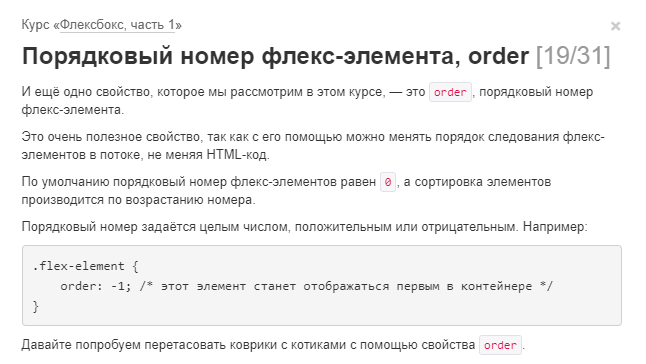 Курс «Флексбокс, часть 1»
×
Порядковый номер флекс-элемента, order [19/31]
И ещё одно свойство, которое мы рассмотрим в этом курсе, — это order, порядковый номер
флекс-элемента.
Это очень полезное свойство, так как с его помощью можно менять порядок следования флекс-
элементов в потоке, не меняя HTML-код.
По умолчанию порядковый номер флекс-элементов равен 0, а сортировка элементов
производится по возрастанию номера.
Порядковый номер задаётся целым числом, положительным или отрицательным. Например:
.flex-element {
    order: -1; /* этот элемент станет отображаться первым в контейнере */
}
Давайте попробуем перетасовать коврики с котиками с помощью свойства order.